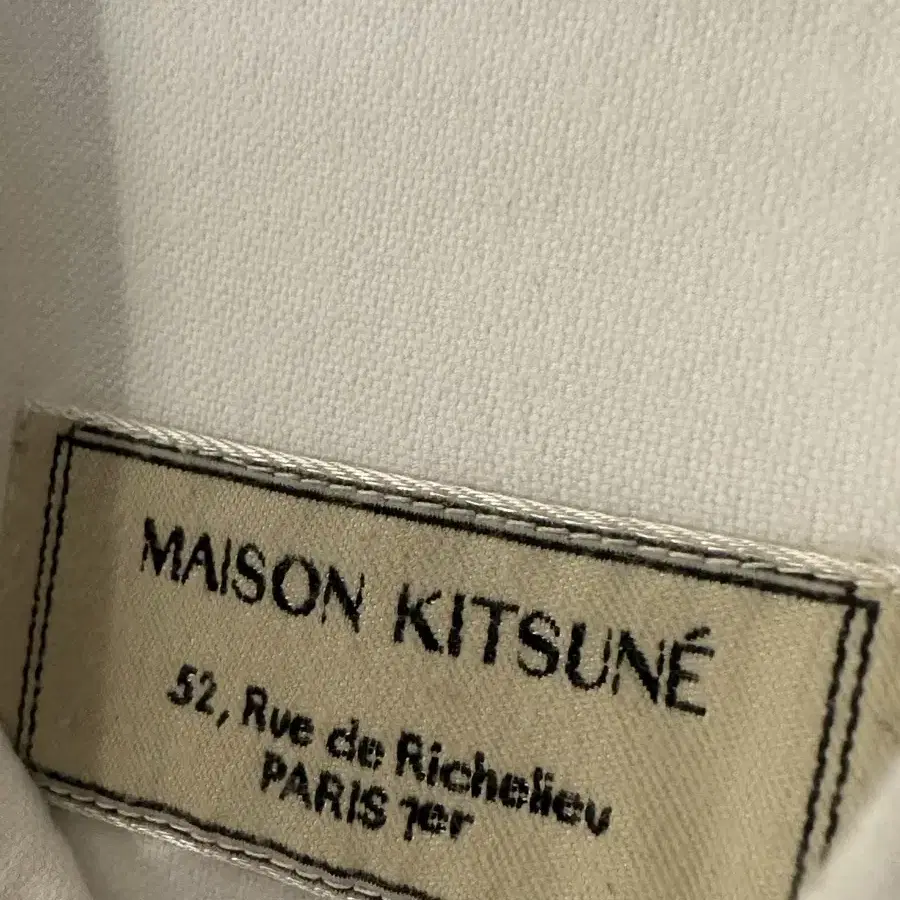 MAISON KITSUNÉ
52, Rue de Richelieu
PARIS 1er